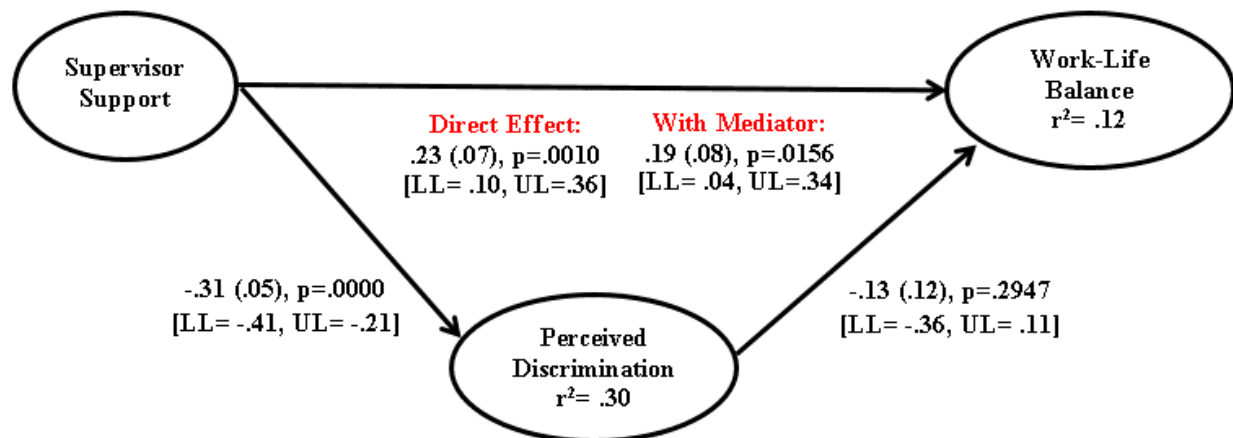 Supervisor
Support
Work-Life
Balance
r²= .12
Direct Effect:
.23 (.07), p=.0010
[LL= .10, UL=.36]
With Mediator:
.19 (.08), p=.0156
[LL= .04, UL=.34]
-.31 (.05), p=.0000
[LL= -.41, UL= -.21]
-.13 (.12), p=.2947
[LL= -.36, UL= .11]
Perceived
Discrimination
r²= .30